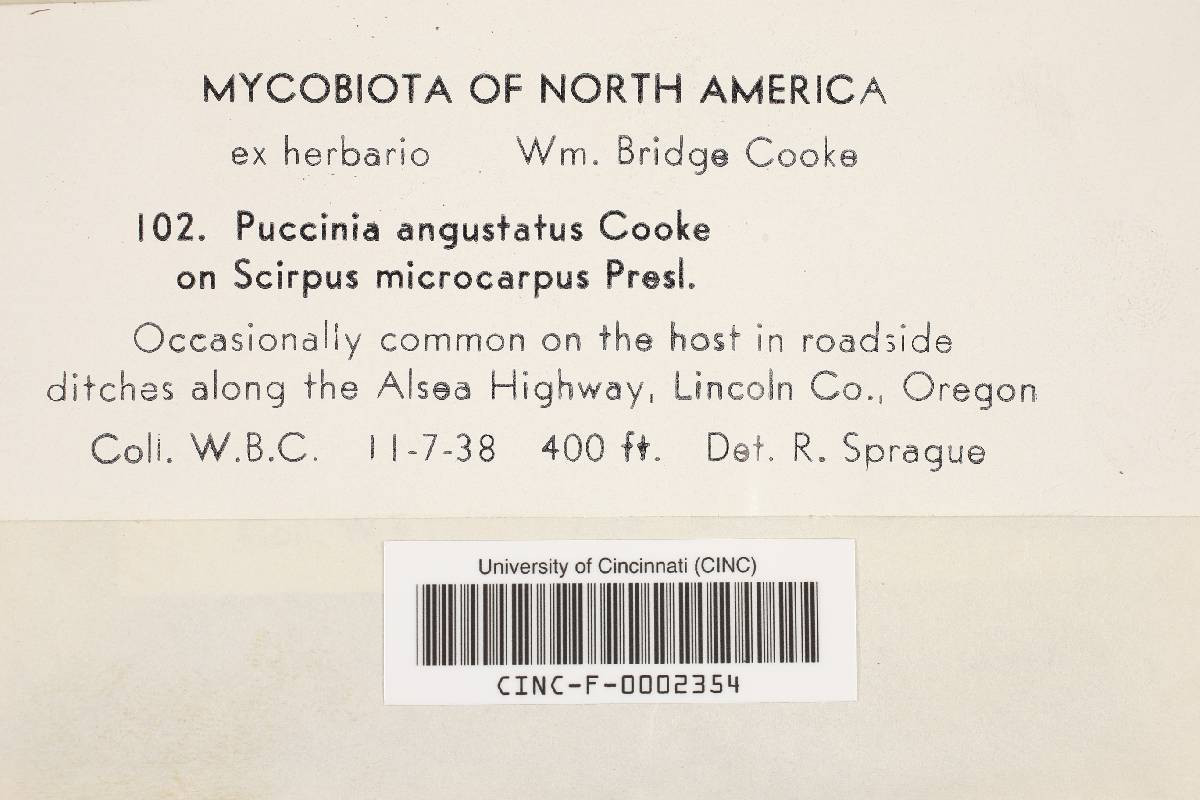 MYCOBIOTA OF NORTH AMERICA
ex herbario Wm. Bridge Cooke
102. Puccinia angustatus Cooke
on Scirpus microcarpus Presl.
Occasionally common on the host in roadside
ditches along the Alsea Highway, Lincoln Co., Oregon
Coll. W.B.C. 11-7-38 400 ft. Det. R. Sprague
University of Cincinnati (CINC)
CINC-F-0002354